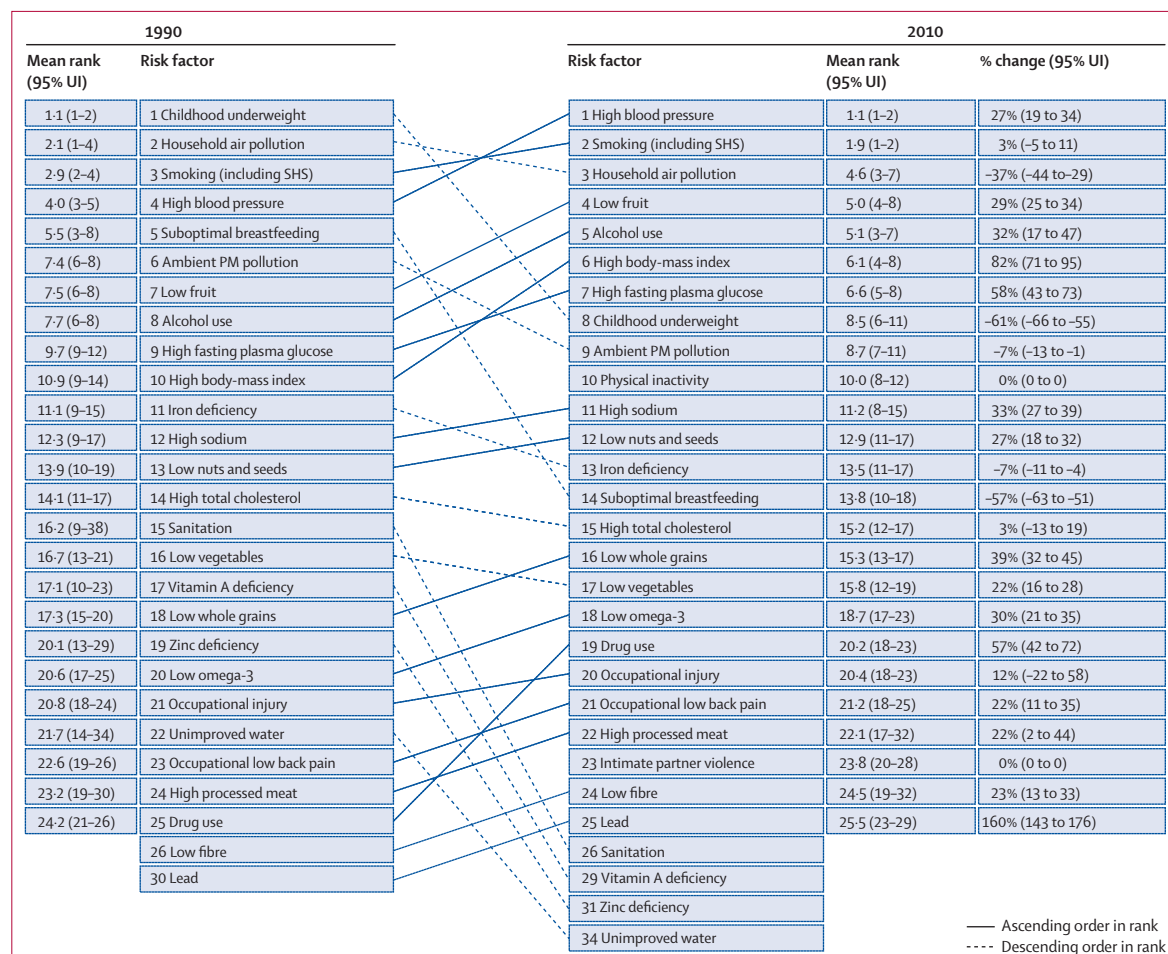 1990
2010
Mean rank
(95% UI)
Risk factor
Risk factor
Mean rank
(95% UI)
% change (95% UI)
1·1 (1–2) 1 Childhood underweight 1 High blood pressure 1·1 (1–2) 27% (19 to 34)
2·1 (1–4) 2 Household air pollution 2 Smoking (including SHS) 1·9 (1–2) 3% (–5 to 11)
2·9 (2–4) 3 Smoking (including SHS) 3 Household air pollution 4·6 (3–7) –37% (–44 to–29)
4·0 (3–5) 4 High blood pressure 4 Low fruit 5·0 (4–8) 29% (25 to 34)
5·5 (3–8) 5 Suboptimal breastfeeding 5 Alcohol use 5·1 (3–7) 32% (17 to 47)
7·4 (6–8) 6 Ambient PM pollution 6 High body-mass index 6·1 (4–8) 82% (71 to 95)
7·5 (6–8) 7 Low fruit 7 High fasting plasma glucose 6·6 (5–8) 58% (43 to 73)
7·7 (6–8) 8 Alcohol use 8 Childhood underweight 8·5 (6–11) –61% (–66 to –55)
9·7 (9–12) 9 High fasting plasma glucose 9 Ambient PM pollution 8·7 (7–11) –7% (–13 to –1)
10·9 (9–14) 10 High body-mass index 10 Physical inactivity 10·0 (8–12) 0% (0 to 0)
11·1 (9–15) 11 Iron deficiency 11 High sodium 11·2 (8–15) 33% (27 to 39)
12·3 (9–17) 12 High sodium 12 Low nuts and seeds 12·9 (11–17) 27% (18 to 32)
13·9 (10–19) 13 Low nuts and seeds 13 Iron deficiency 13·5 (11–17) –7% (–11 to –4)
14·1 (11–17) 14 High total cholesterol 14 Suboptimal breastfeeding 13·8 (10–18) –57% (–63 to –51)
16·2 (9–38) 15 Sanitation 15 High total cholesterol 15·2 (12–17) 3% (–13 to 19)
16·7 (13–21) 16 Low vegetables 16 Low whole grains 15·3 (13–17) 39% (32 to 45)
17·1 (10–23) 17 Vitamin A deficiency 17 Low vegetables 15·8 (12–19) 22% (16 to 28)
17·3 (15–20) 18 Low whole grains 18 Low omega-3 18·7 (17–23) 30% (21 to 35)
20·1 (13–29) 19 Zinc deficiency 19 Drug use 20·2 (18–23) 57% (42 to 72)
20·6 (17–25) 20 Low omega-3 20 Occupational injury 20·4 (18–23) 12% (–22 to 58)
20·8 (18–24) 21 Occupational injury 21 Occupational low back pain 21·2 (18–25) 22% (11 to 35)
21·7 (14–34) 22 Unimproved water 22 High processed meat 22·1 (17–32) 22% (2 to 44)
22·6 (19–26) 23 Occupational low back pain 23 Intimate partner violence 23·8 (20–28) 0% (0 to 0)
23·2 (19–30) 24 High processed meat 24 Low fibre 24·5 (19–32) 23% (13 to 33)
24·2 (21–26) 25 Drug use 25 Lead 25·5 (23–29) 160% (143 to 176)
26 Low fibre 26 Sanitation
30 Lead 29 Vitamin A deficiency
31 Zinc deficiency
34 Unimproved water
Ascending order in rank
Descending order in rank